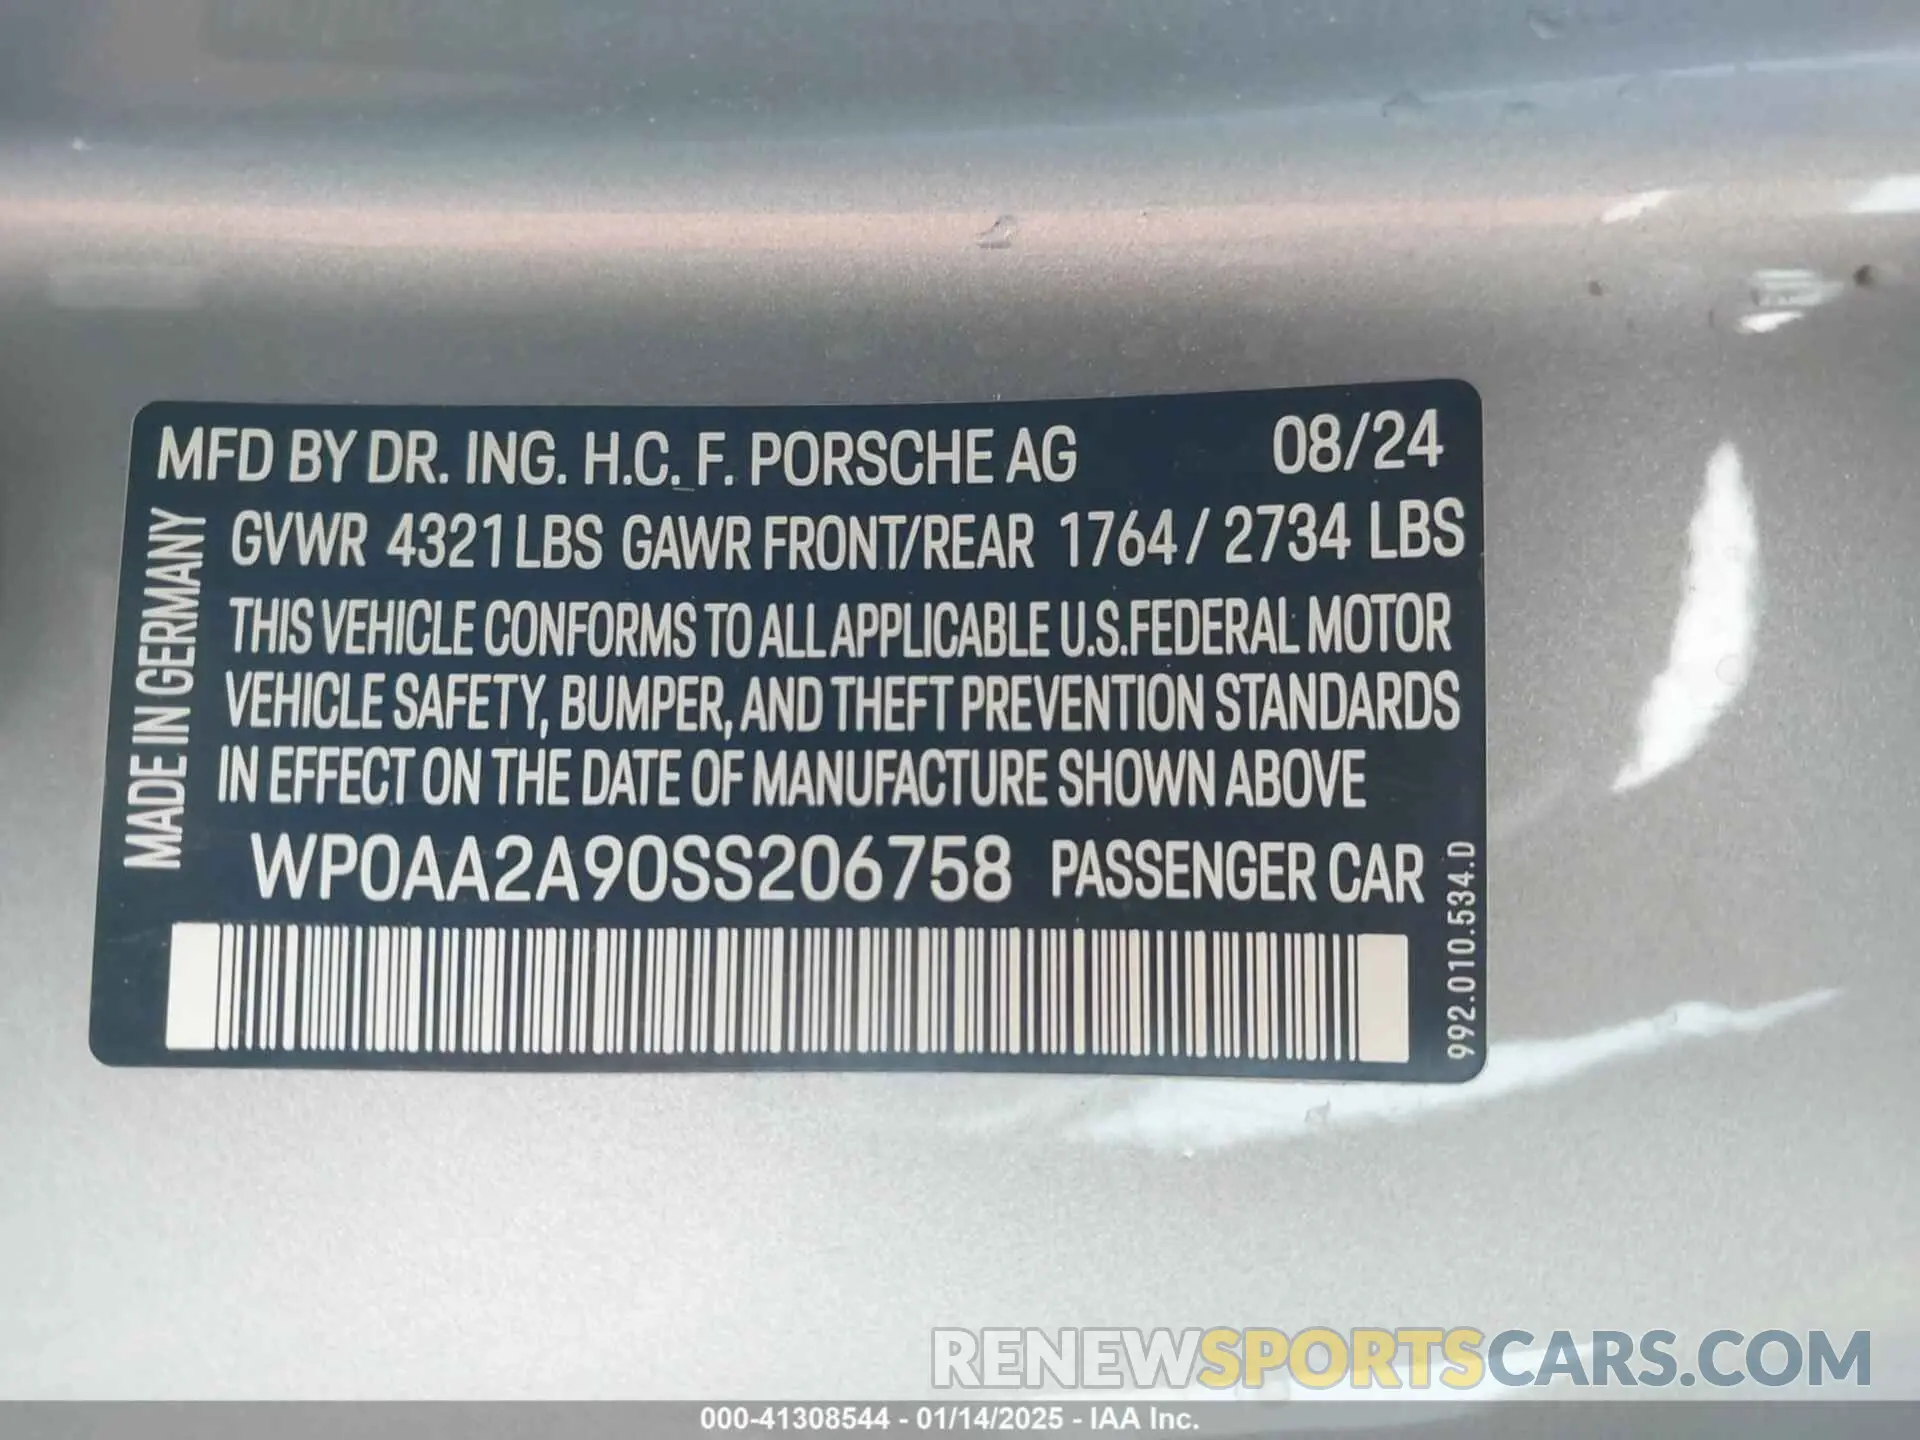 MFD BY DR. ING. H.C. F. PORSCHE AG 08/24
GVWR 4321 LBS GAWR FRONT/REAR 1764 / 2734 LBS
THIS VEHICLE CONFORMS TO ALL APPLICABLE U.S.FEDERAL MOTOR
VEHICLE SAFETY, BUMPER, AND THEFT PREVENTION STANDARDS
IN EFFECT ON THE DATE OF MANUFACTURE SHOWN ABOVE
WP0AA2A90SS206758 PASSENGER CAR
MADE IN GERMANY
992.010.534.D
RENEWSPORTSCARS.COM
000-41308544 - 01/14/2025 - IAA Inc.